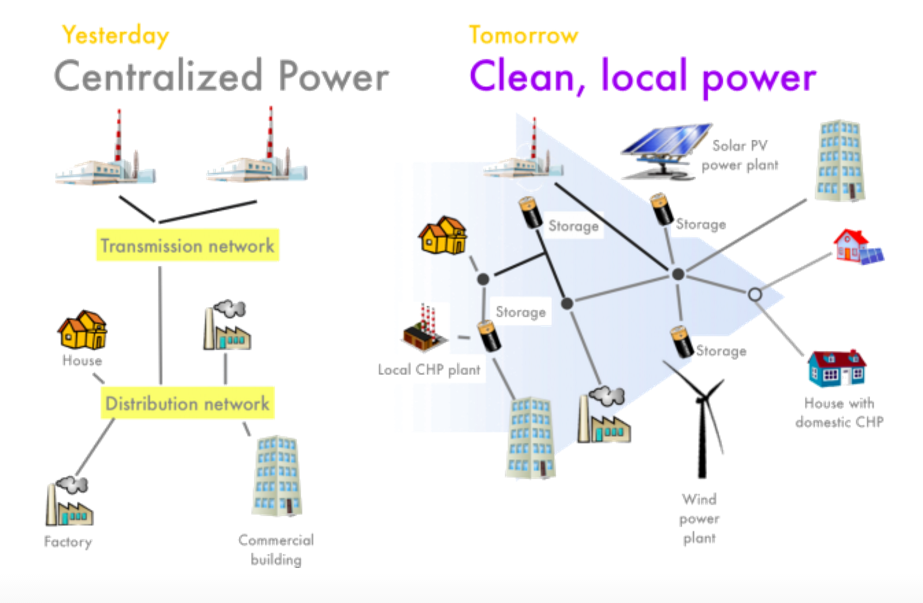 Yesterday
Centralized Power
Transmission network
House
Distribution network
Factory
Commercial
building
Tomorrow
Clean, local power
Solar PV
power plant
Storage
Storage
Storage
Local CHP plant
Storage
House with
domestic CHP
Wind
power
plant